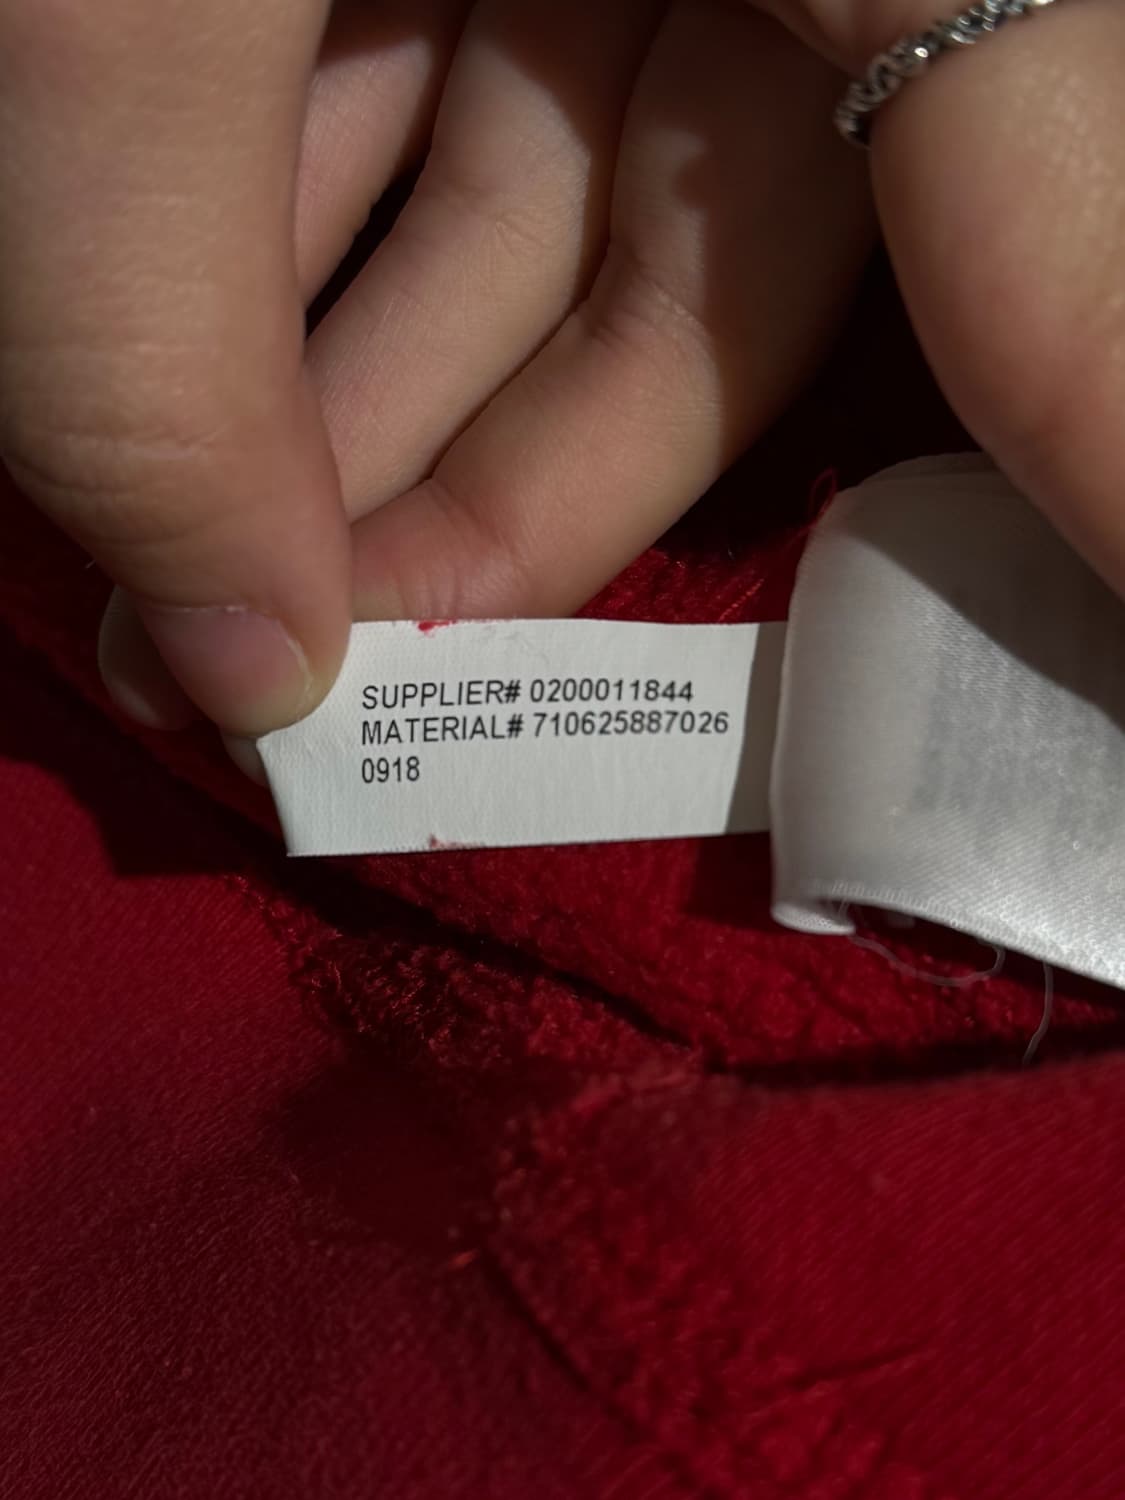 SUPPLIER# 0200011844
MATERIAL# 710625887026
0918